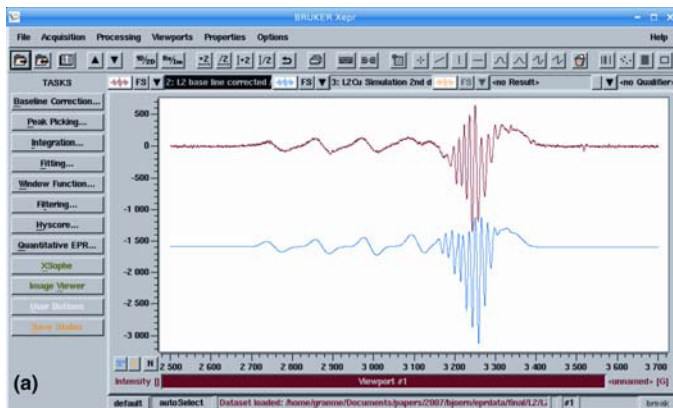 BRUKER Xepr
File Acquisition Processing Viewports Properties Options Help
TASKS FS 2: L2 base line corrected FS 3: L2Cu Simulation 2nd d FS <no Result> <no Qualifier>
Baseline Correction...
Peak Picking...
Integration...
Fitting...
Window Function...
Filtering...
Hyscore...
Quantitative EPR...
XSophe
Image Viewer
User Buttons
Save Status
500
0
-500
-1 000
-1 500
-2 000
-2 500
-3 000
2 500 2 600 2 700 2 800 2 900 3 000 3 100 3 200 3 300 3 400 3 500 3 600 3 700
(a)
Intensity [] Viewport #1 <unnamed> [G]
default autoSelect Dataset loaded: /home/graeme/Documents/papers/2007/bjoern/eprdata/final/L2/L #1 break